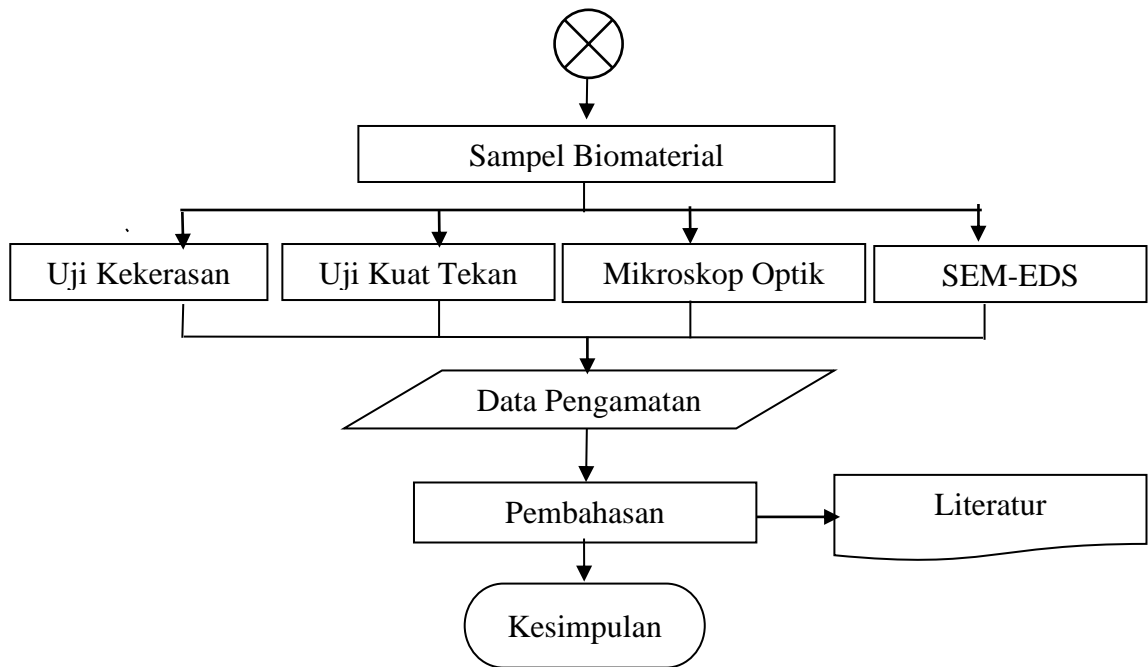 Sampel Biomaterial
Uji Kekerasan
Uji Kuat Tekan
Mikroskop Optik
SEM-EDS
Data Pengamatan
Pembahasan
Literatur
Kesimpulan